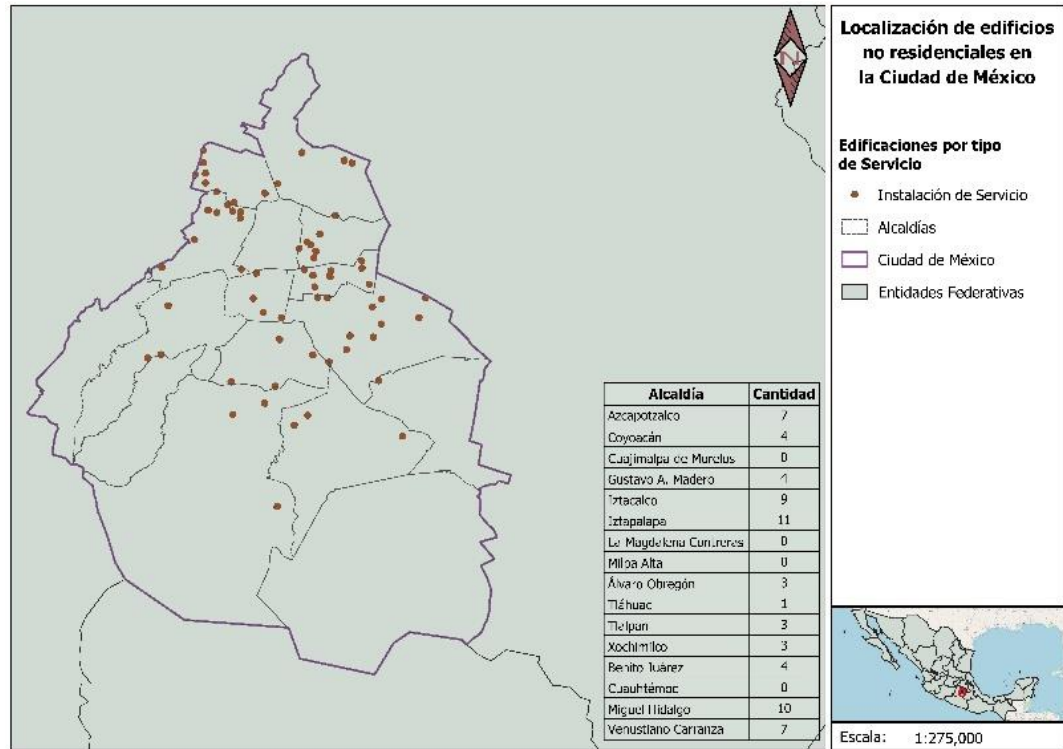 N
Localización de edificios
no residenciales en
la Ciudad de México
Edificaciones por tipo
de Servicio
Instalación de Servicio
Alcaldías
Ciudad de México
Entidades Federativas
Alcaldía Cantidad
Azcapotzalco 7
Coyoacán 4
Cuajimalpa de Morelos 0
Gustavo A. Madero 4
Iztacalco 9
Iztapalapa 11
La Magdalena Contreras 0
Milpa Alta 0
Álvaro Obregón 3
Tláhuac 1
Tlalpan 3
Xochimilco 3
Benito Juárez 4
Cuauhtémoc 0
Miguel Hidalgo 10
Venustiano Carranza 7
Escala: 1:275,000